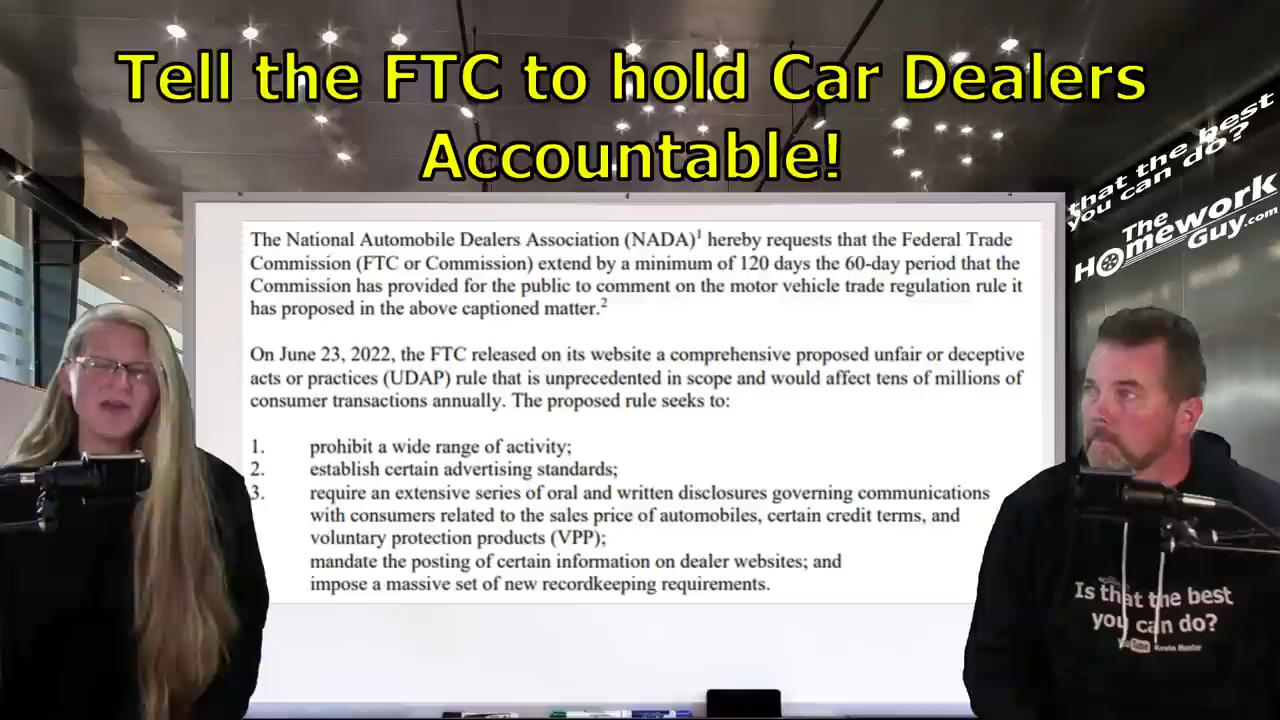 Tell the FTC to hold Car Dealers
Accountable!
that the best
you can do?
The
Homework
Guy.com
The National Automobile Dealers Association (NADA)¹ hereby requests that the Federal Trade
Commission (FTC or Commission) extend by a minimum of 120 days the 60-day period that the
Commission has provided for the public to comment on the motor vehicle trade regulation rule it
has proposed in the above captioned matter.²
On June 23, 2022, the FTC released on its website a comprehensive proposed unfair or deceptive
acts or practices (UDAP) rule that is unprecedented in scope and would affect tens of millions of
consumer transactions annually. The proposed rule seeks to:
1. prohibit a wide range of activity;
2. establish certain advertising standards;
3. require an extensive series of oral and written disclosures governing communications
with consumers related to the sales price of automobiles, certain credit terms, and
voluntary protection products (VPP);
mandate the posting of certain information on dealer websites; and
impose a massive set of new recordkeeping requirements.
Is that the best
you can do?
YouTube Kevin Hunter